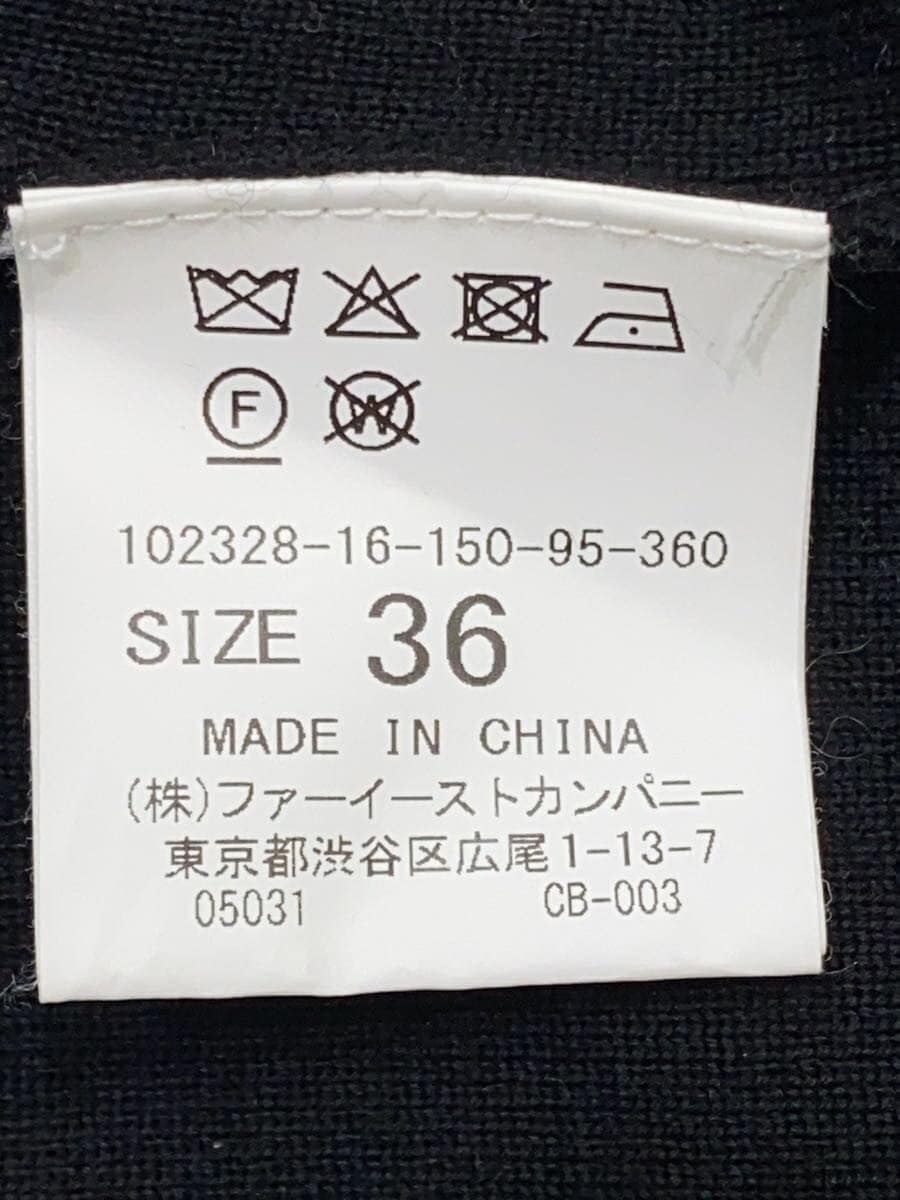 F W
102328-16-150-95-360
SIZE 36
MADE IN CHINA
(株)ファーイーストカンパニー
東京都渋谷区広尾1-13-7
05031 CB-003